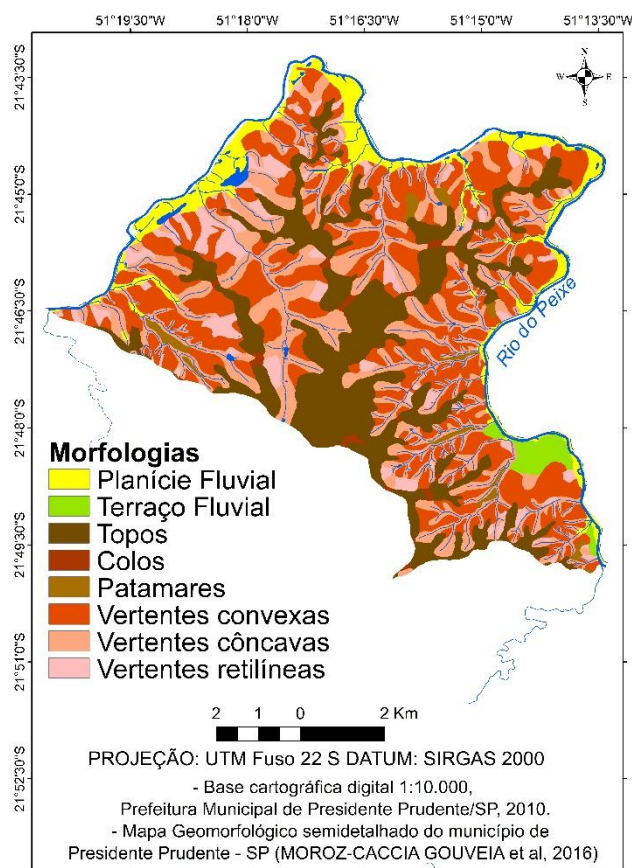 51°19'30"S 51°18'0"W 51°16'30"S 51°15'0"W 51°13'30"S
21°43'30"S
N
W E
S
21°45'0"S
21°46'30"S
Rio do Peixe
21°48'0"S
Morfologias
Planície Fluvial
Terraço Fluvial
Topos
21°49'30"S
Colos
Patamares
Vertentes convexas
Vertentes côncavas
21°51'0"S
Vertentes retilíneas
2 1 0 2 Km
PROJEÇÃO: UTM Fuso 22 S DATUM: SIRGAS 2000
21°52'30"S
- Base cartográfica digital 1:10.000,
Prefeitura Municipal de Presidente Prudente/SP, 2010.
- Mapa Geomorfológico semidetalhado do município de
Presidente Prudente - SP (MOROZ-CACCIA GOUVEIA et al, 2016)